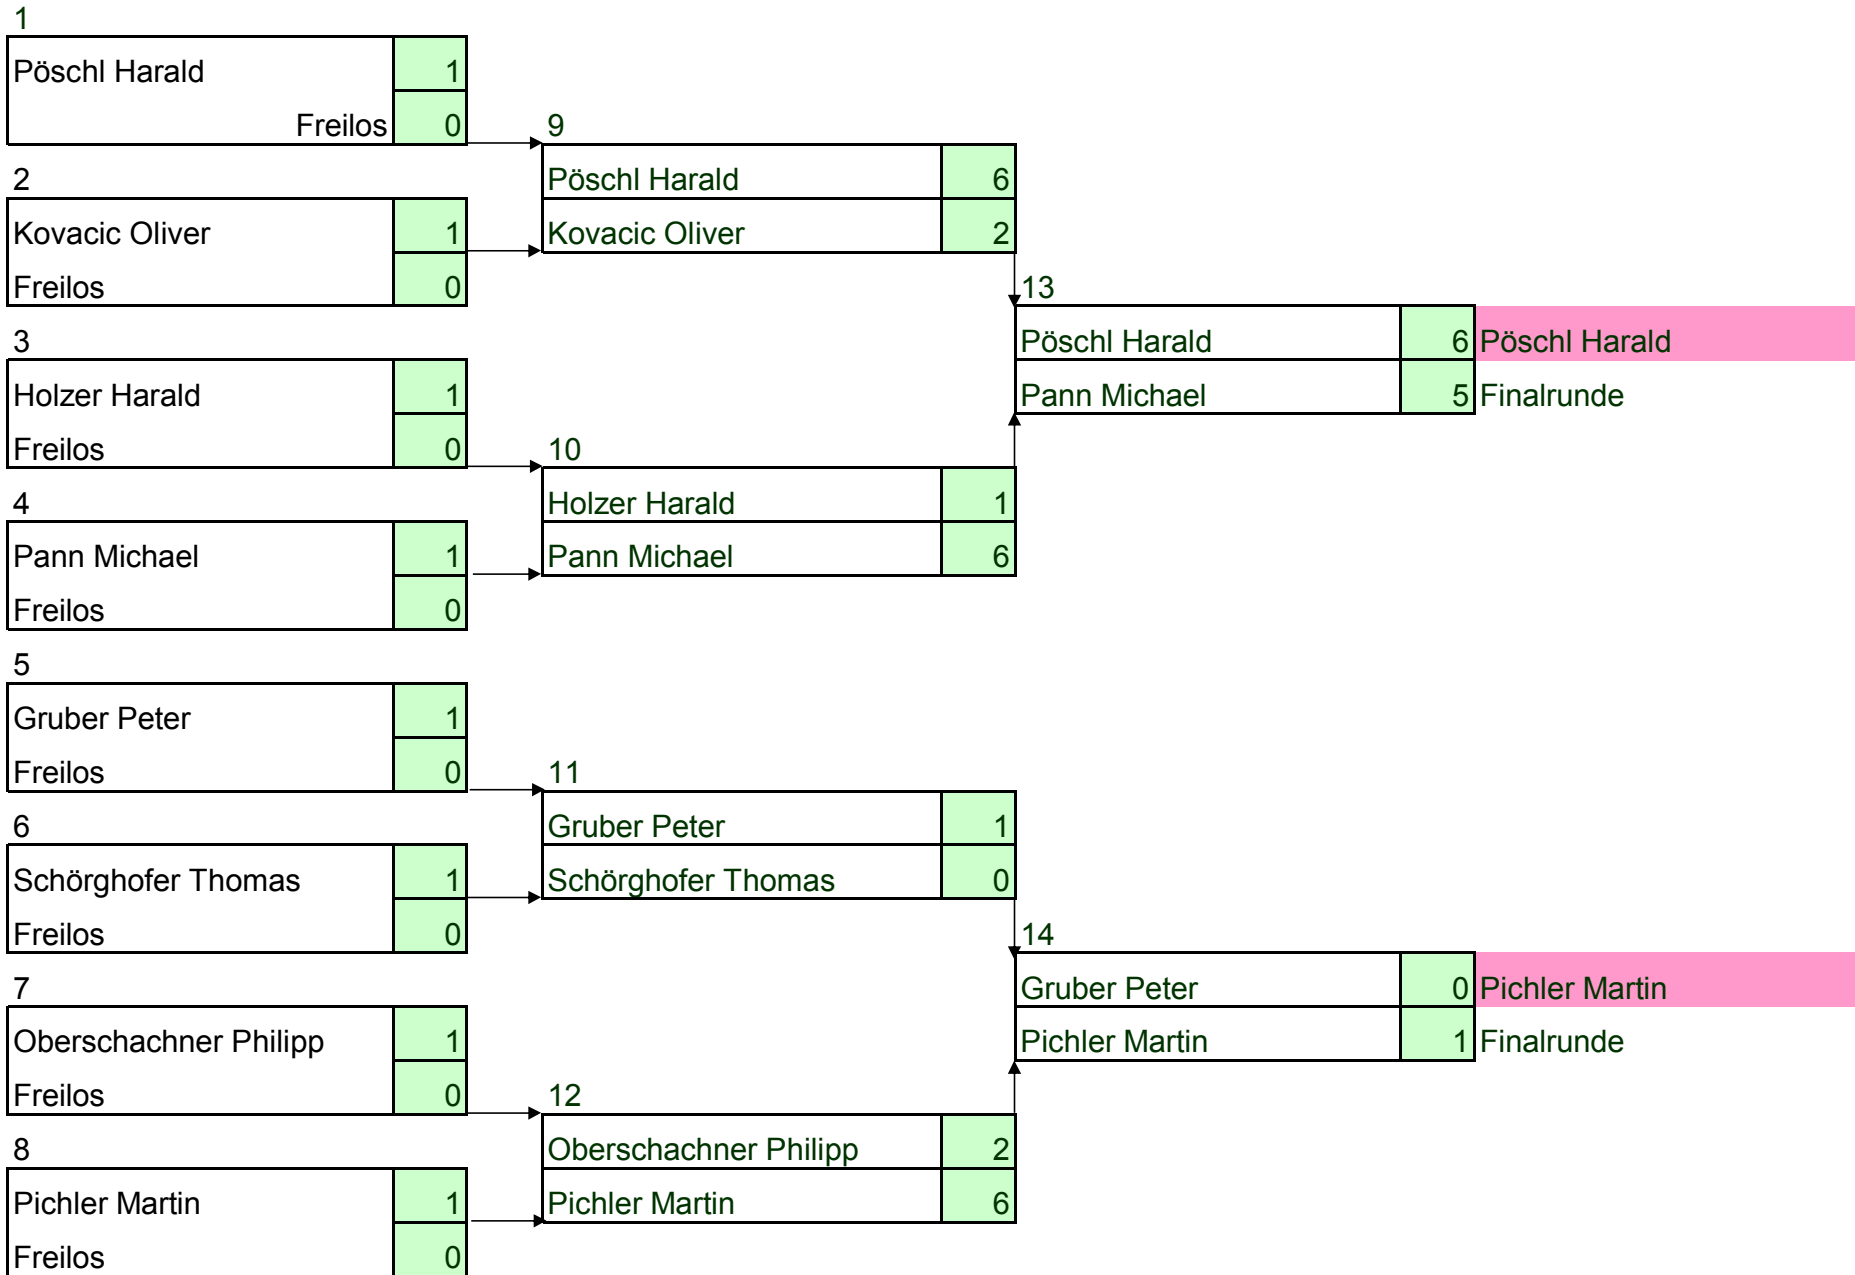 1
Pöschl Harald 1
Freilos 0
2
Kovacic Oliver 1
Freilos 0
3
Holzer Harald 1
Freilos 0
4
Pann Michael 1
Freilos 0
5
Gruber Peter 1
Freilos 0
6
Schörghofer Thomas 1
Freilos 0
7
Oberschachner Philipp 1
Freilos 0
8
Pichler Martin 1
Freilos 0
9
Pöschl Harald 6
Kovacic Oliver 2
10
Holzer Harald 1
Pann Michael 6
11
Gruber Peter 1
Schörghofer Thomas 0
12
Oberschachner Philipp 2
Pichler Martin 6
13
Pöschl Harald 6 Pöschl Harald
Pann Michael 5 Finalrunde
14
Gruber Peter 0 Pichler Martin
Pichler Martin 1 Finalrunde